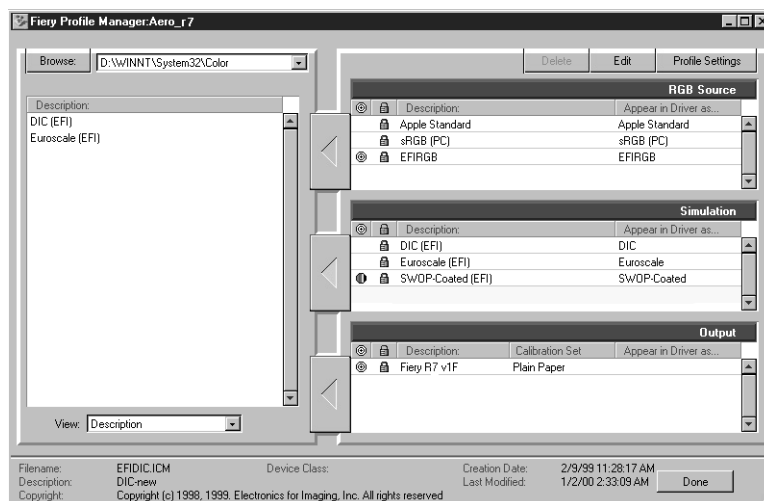 Fiery Profile Manager:Aero_r7
Browse: D:\WINNT\System32\Color
Description:
DIC (EFI)
Euroscale (EFI)
View: Description
Delete Edit Profile Settings
RGB Source
Description: Appear in Driver as...
Apple Standard Apple Standard
sRGB (PC) sRGB (PC)
EFIRGB EFIRGB
Simulation
Description: Appear in Driver as...
DIC (EFI) DIC
Euroscale (EFI) Euroscale
SWOP-Coated (EFI) SWOP-Coated
Output
Description: Calibration Set Appear in Driver as...
Fiery R7 v1F Plain Paper
Filename: EFIDIC.ICM Device Class: Creation Date: 2/9/99 11:28:17 AM
Description: DIC-new Last Modified: 1/2/00 2:33:09 AM Done
Copyright: Copyright (c) 1998, 1999. Electronics for Imaging, Inc. All rights reserved